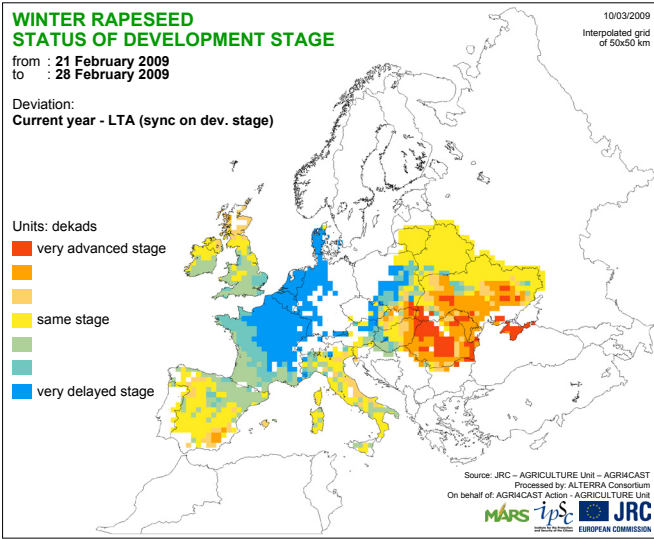 WINTER RAPESEED
STATUS OF DEVELOPMENT STAGE
from : 21 February 2009
to : 28 February 2009
Deviation:
Current year - LTA (sync on dev. stage)
10/03/2009
Interpolated grid
of 50x50 km
Units: dekads
very advanced stage
same stage
very delayed stage
Source: JRC – AGRICULTURE Unit – AGRI4CAST
Processed by: ALTERRA Consortium
On behalf of: AGRI4CAST Action - AGRICULTURE Unit
MARS
ipsc
JRC
EUROPEAN COMMISSION